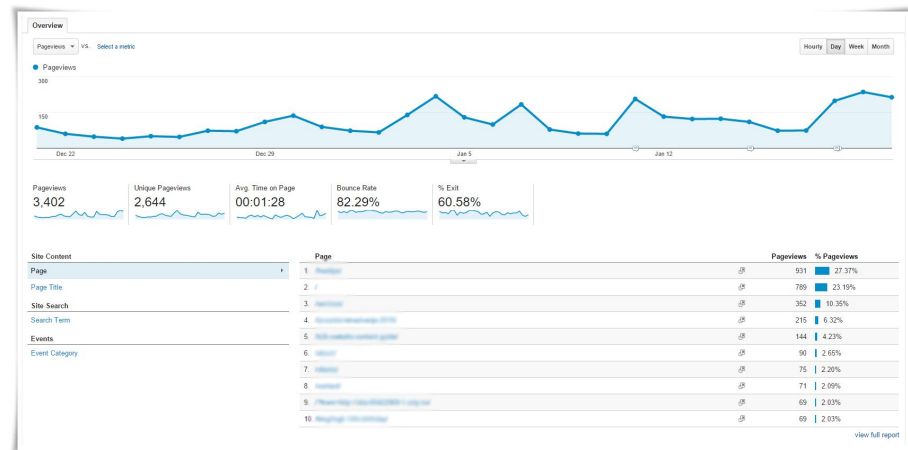 Overview
Pageviews VS. Select a metric
Hourly Day Week Month
Pageviews
300
150
Dec 22 Dec 29 Jan 5 Jan 12
Pageviews Unique Pageviews Avg. Time on Page Bounce Rate % Exit
3,402 2,644 00:01:28 82.29% 60.58%
Site Content
Page
Page Title
Site Search
Search Term
Events
Event Category
Page Pageviews % Pageviews
1. 931 27.37%
2. / 789 23.19%
3. 352 10.35%
4. 215 6.32%
5. 144 4.23%
6. 90 2.65%
7. 75 2.20%
8. 71 2.09%
9. 69 2.03%
10. 69 2.03%
view full report